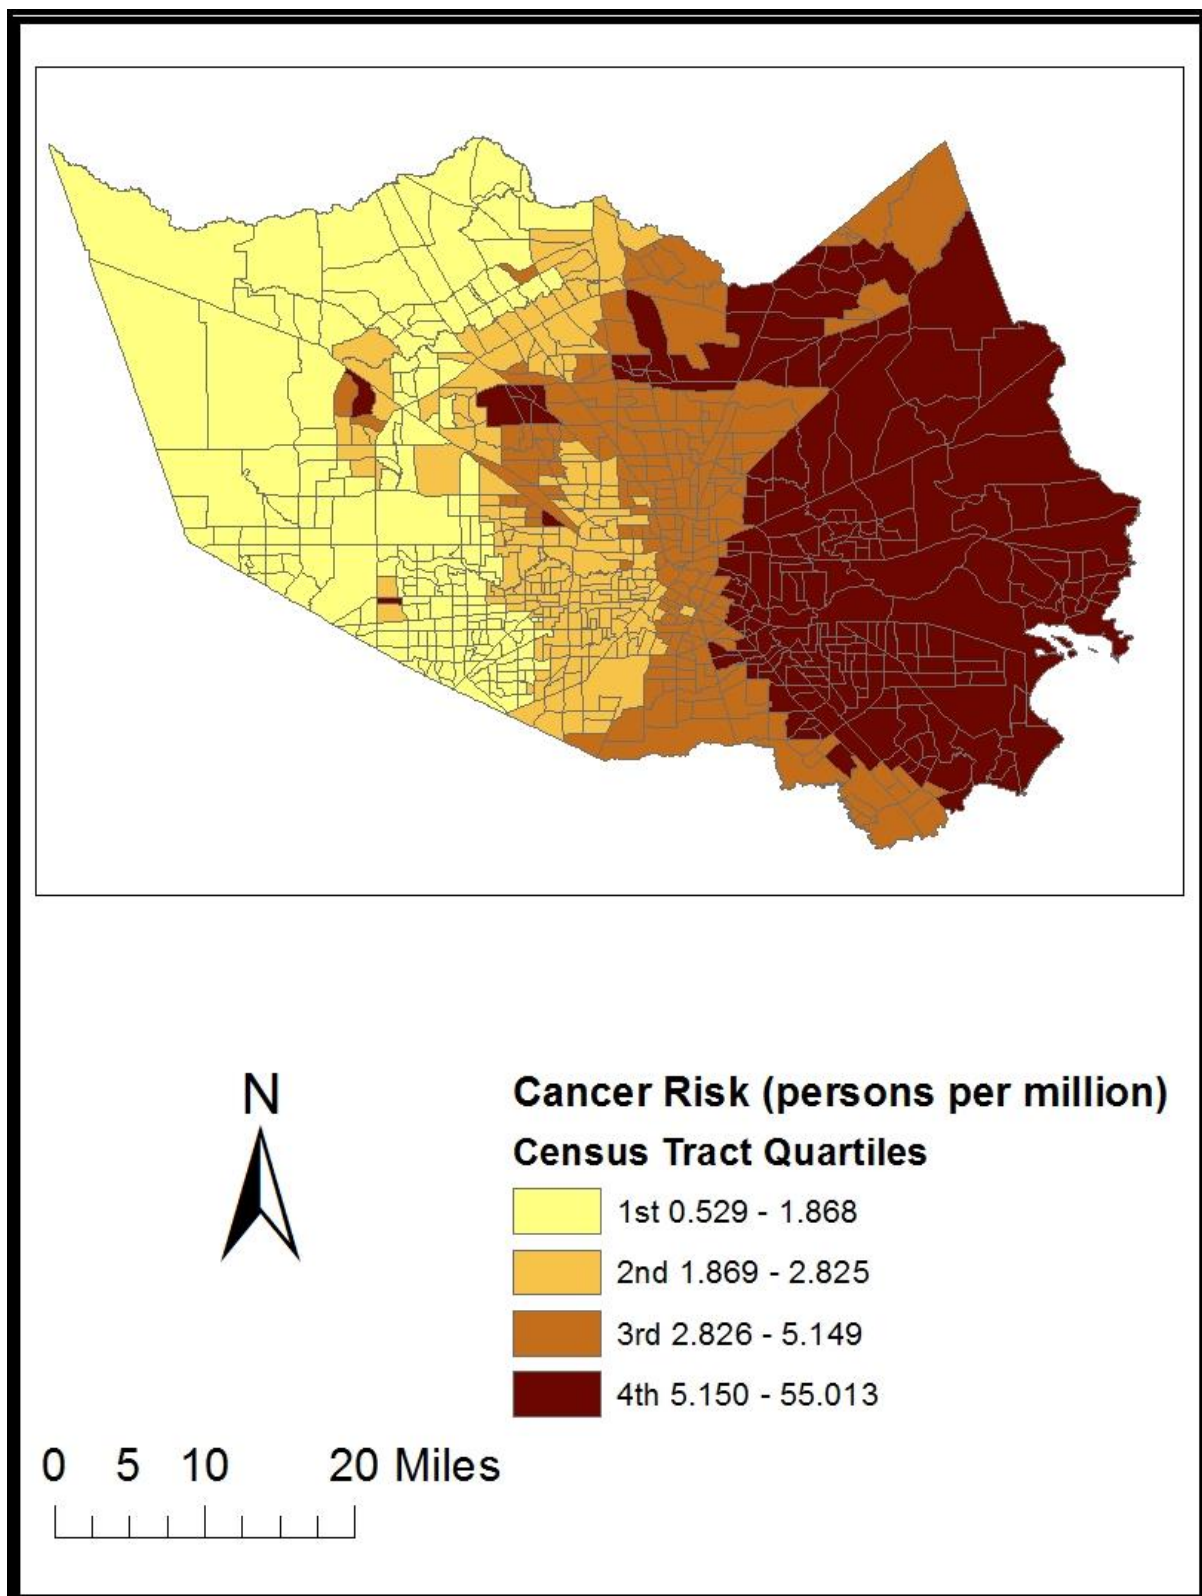 N
Cancer Risk (persons per million)
Census Tract Quartiles
1st 0.529 - 1.868
2nd 1.869 - 2.825
3rd 2.826 - 5.149
4th 5.150 - 55.013
0 5 10 20 Miles